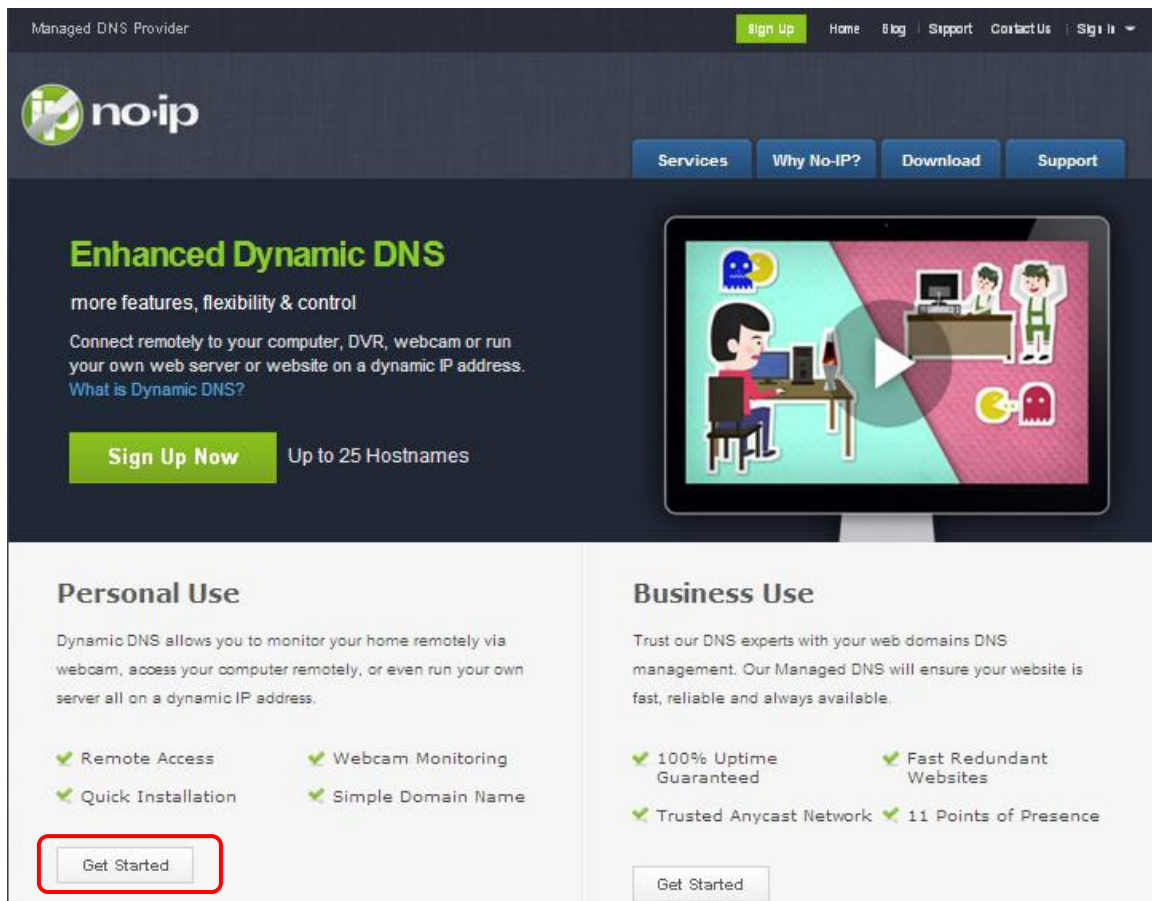 Managed DNS Provider
Sign Up Home Blog Support Contact Us Sign In
ip no·ip
Services Why No-IP? Download Support
Enhanced Dynamic DNS
more features, flexibility & control
Connect remotely to your computer, DVR, webcam or run
your own web server or website on a dynamic IP address.
What is Dynamic DNS?
Sign Up Now Up to 25 Hostnames
Personal Use
Dynamic DNS allows you to monitor your home remotely via
webcam, access your computer remotely, or even run your own
server all on a dynamic IP address.
Remote Access Webcam Monitoring
Quick Installation Simple Domain Name
Get Started
Business Use
Trust our DNS experts with your web domains DNS
management. Our Managed DNS will ensure your website is
fast, reliable and always available.
100% Uptime
Guaranteed
Fast Redundant
Websites
Trusted Anycast Network 11 Points of Presence
Get Started